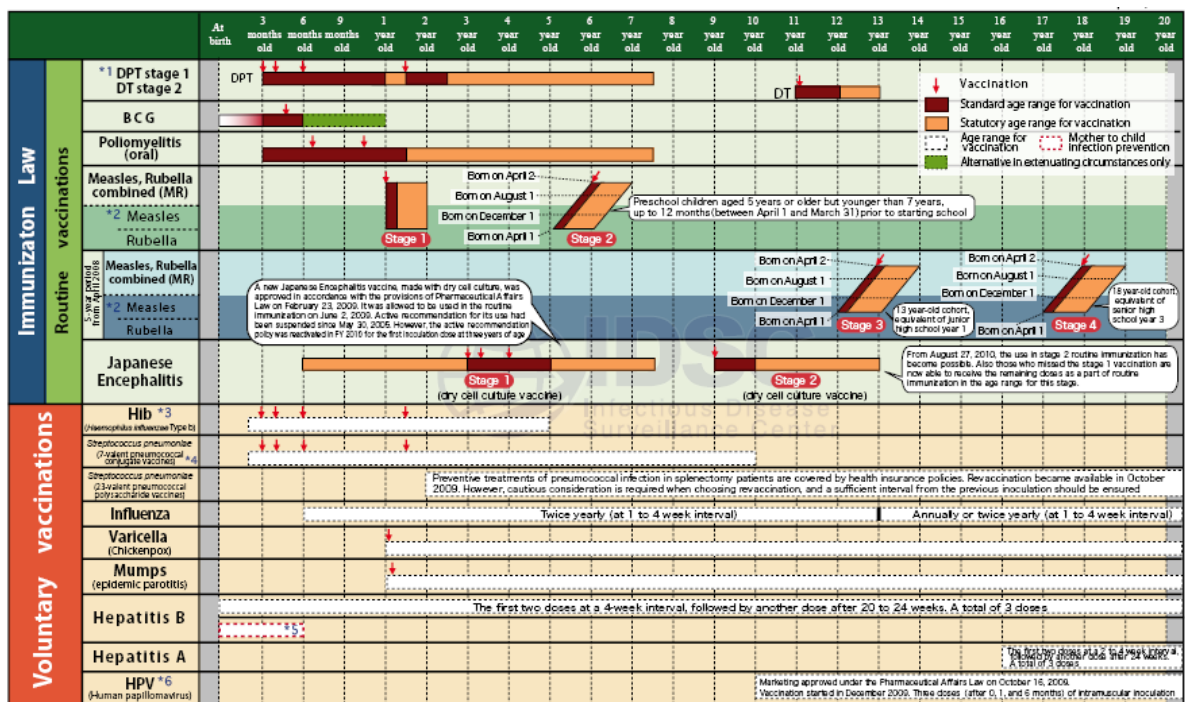 At birth
3 months old
6 months old
9 months old
1 year old
2 year old
3 year old
4 year old
5 year old
6 year old
7 year old
8 year old
9 year old
10 year old
11 year old
12 year old
13 year old
14 year old
15 year old
16 year old
17 year old
18 year old
19 year old
20 year old
Immunizaton Law
Routine vaccinations
*1 DPT stage 1
DT stage 2
DPT
DT
Vaccination
Standard age range for vaccination
Statutory age range for vaccination
Age range for vaccination
Mother to child infection prevention
Alternative in extenuating circumstances only
BCG
Poliomyelitis
(oral)
Measles, Rubella
combined (MR)
*2 Measles
Rubella
Stage 1
Born on April 2
Born on August 1
Born on December 1
Born on April 1
Stage 2
Preschool children aged 5 years or older but younger than 7 years,
up to 12 months(between April 1 and March 31) prior to starting school
5-year period
from April 2008
Measles, Rubella
combined (MR)
*2 Measles
Rubella
A new Japanese Encephalitis vaccine, made with dry cell culture, was
approved in accordance with the provisions of Pharmaceutical Affairs
Law on February 23, 2009. It was allowed to be used in the routine
immunization on June 2, 2009. Active recommendation for its use had
been suspended since May 30, 2005. However, the active recommendation
policy was reactivated in FY 2010 for the first inoculation dose at three years of age
Born on April 2
Born on August 1
Born on December 1
Born on April 1
Stage 3
13 year-old cohort,
equivalent of junior
high school year 1
Born on April 2
Born on August 1
Born on December 1
Born on April 1
Stage 4
18 year-old cohort,
equivalent of
senior high
school year 3
Japanese
Encephalitis
Stage 1
(dry cell culture vaccine)
Stage 2
(dry cell culture vaccine)
From August 27, 2010, the use in stage 2 routine immunization has
become possible. Also those who missed the stage 1 vaccination are
now able to receive the remaining doses as a part of routine
immunization in the age range for this stage.
IDSC
Infectious Disease
Surveillance Center
Voluntary vaccinations
Hib *3
(Haemophilus influenzae Type b)
Streptococcus pneumoniae
(7-valent pneumococcal
conjugate vaccines) *4
Streptococcus pneumoniae
(23-valent pneumococcal
polysaccharide vaccines)
Preventive treatments of pneumococcal infection in splenectomy patients are covered by health insurance policies. Revaccination became available in October
2009. However, cautious consideration is required when choosing revaccination, and a sufficient interval from the previous inoculation should be ensured
Influenza
Twice yearly (at 1 to 4 week interval)
Annually or twice yearly (at 1 to 4 week interval)
Varicella
(Chickenpox)
Mumps
(epidemic parotitis)
Hepatitis B
The first two doses at a 4-week interval, followed by another dose after 20 to 24 weeks. A total of 3 doses
*5
Hepatitis A
The first two doses at a 2 to 4 week interval,
followed by another dose after 24 weeks.
A total of 3 doses
HPV *6
(Human papillomavirus)
Marketing approved under the Pharmaceutical Affairs Law on October 16, 2009.
Vaccination started in December 2009. Three doses (after 0, 1, and 6 months) of intramuscular inoculation